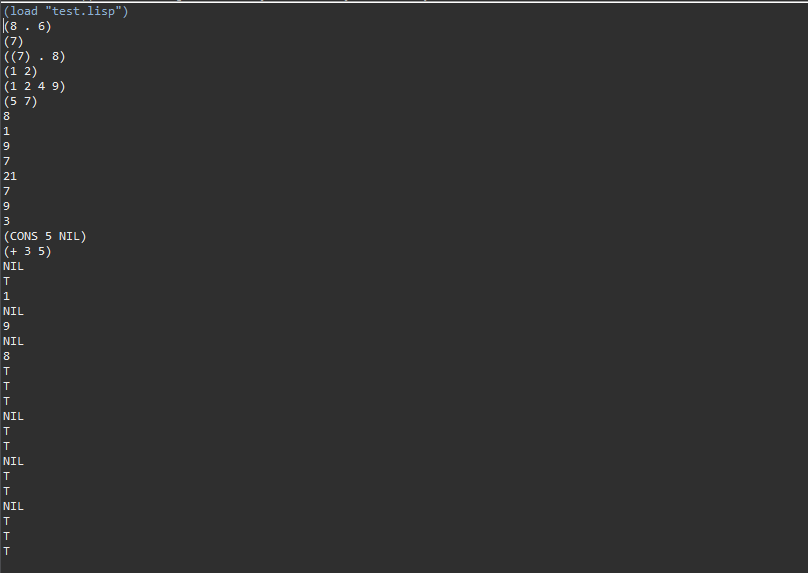 (load "test.lisp")
(8 . 6)
(7)
((7) . 8)
(1 2)
(1 2 4 9)
(5 7)
8
1
9
7
21
7
9
3
(CONS 5 NIL)
(+ 3 5)
NIL
T
1
NIL
9
NIL
8
T
T
T
NIL
T
T
NIL
T
T
NIL
T
T
T